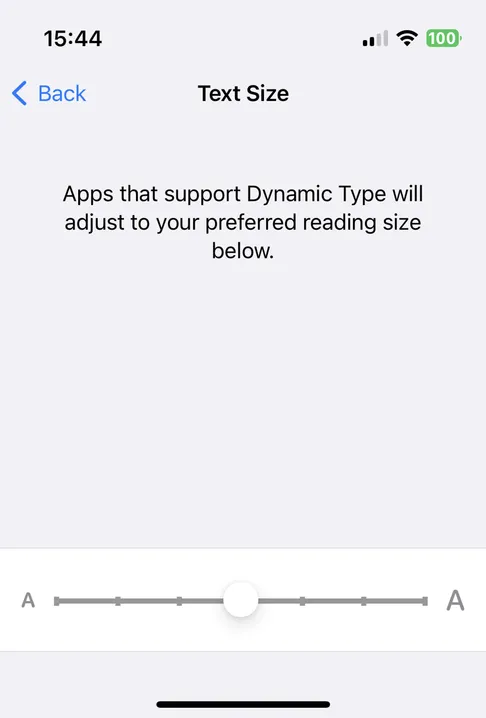 15:44
100
Back
Text Size
Apps that support Dynamic Type will
adjust to your preferred reading size
below.
A
A